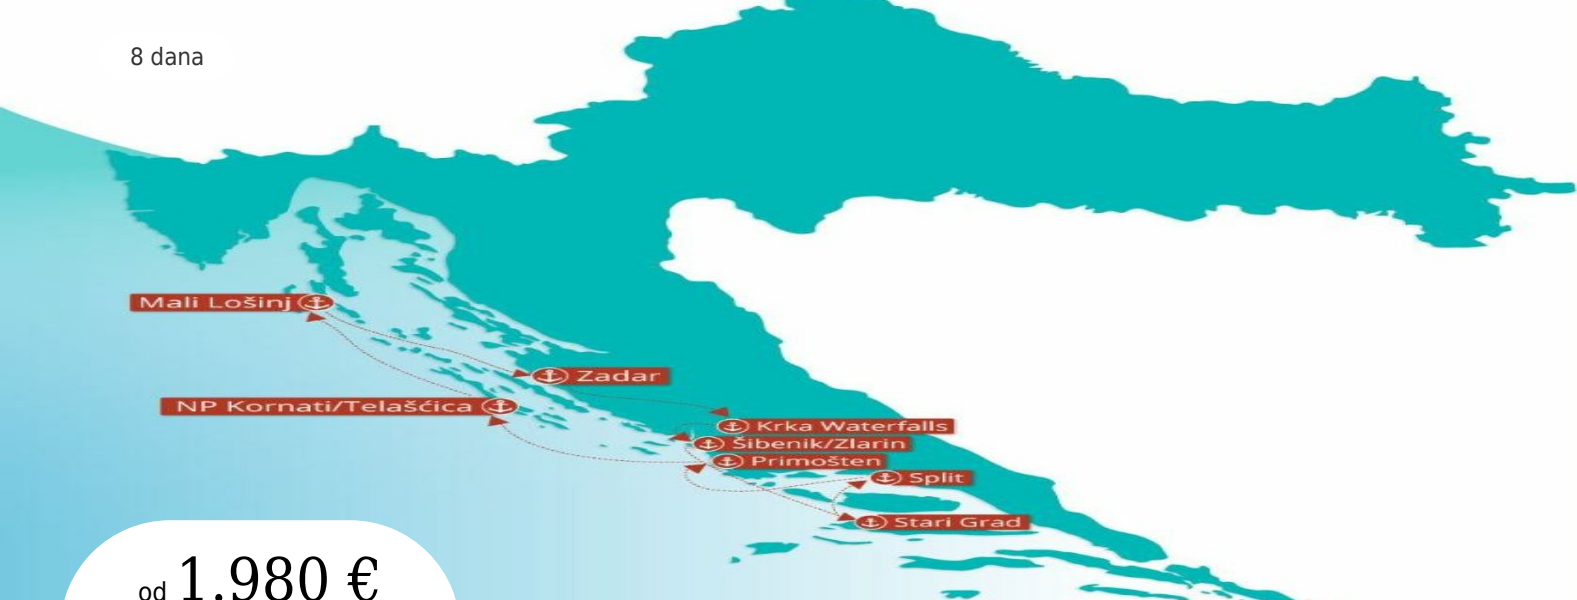 8 dana
Mali Lošinj
Zadar
NP Kornati/Telašćica
Krka Waterfalls
Šibenik/Zlarin
Primošten
Split
Stari Grad
od 1.980 €